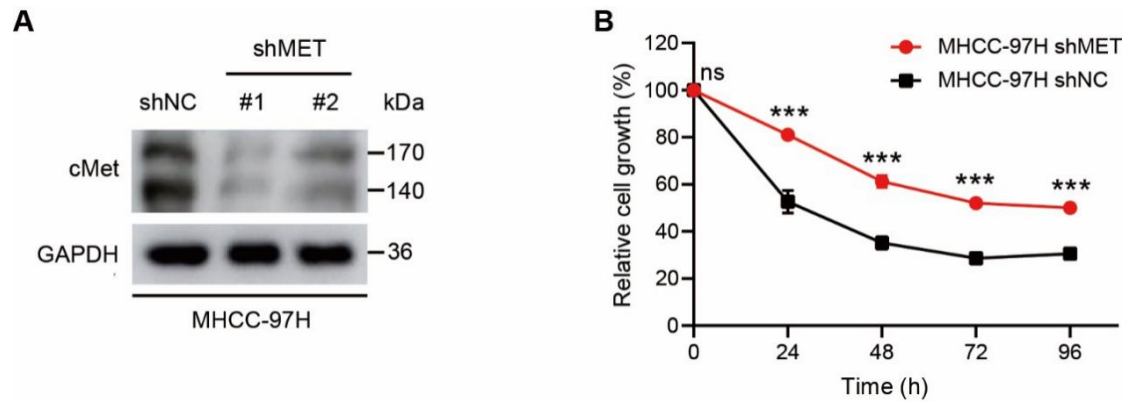 A
shMET
shNC #1 #2 kDa
cMet
170
140
GAPDH
36
MHCC-97H
B
MHCC-97H shMET
MHCC-97H shNC
Relative cell growth (%)
120
100
80
60
40
20
0
ns
***
***
***
***
0 24 48 72 96
Time (h)